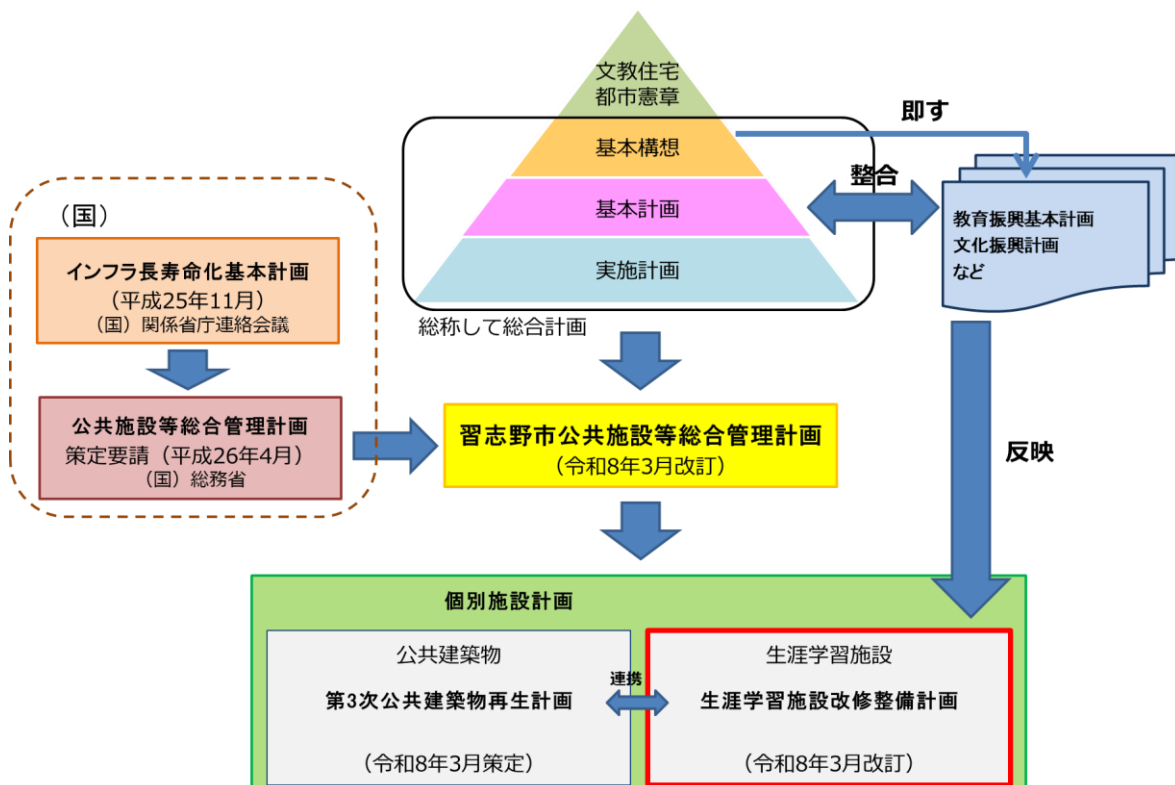 文教住宅
都市憲章
基本構想
基本計画
実施計画
総称して総合計画
即す
整合
教育振興基本計画
文化振興計画
など
(国)
インフラ長寿命化基本計画
(平成25年11月)
(国)関係省庁連絡会議
公共施設等総合管理計画
策定要請(平成26年4月)
(国)総務省
習志野市公共施設等総合管理計画
(令和8年3月改訂)
反映
個別施設計画
公共建築物
第3次公共建築物再生計画
(令和8年3月策定)
連携
生涯学習施設
生涯学習施設改修整備計画
(令和8年3月改訂)